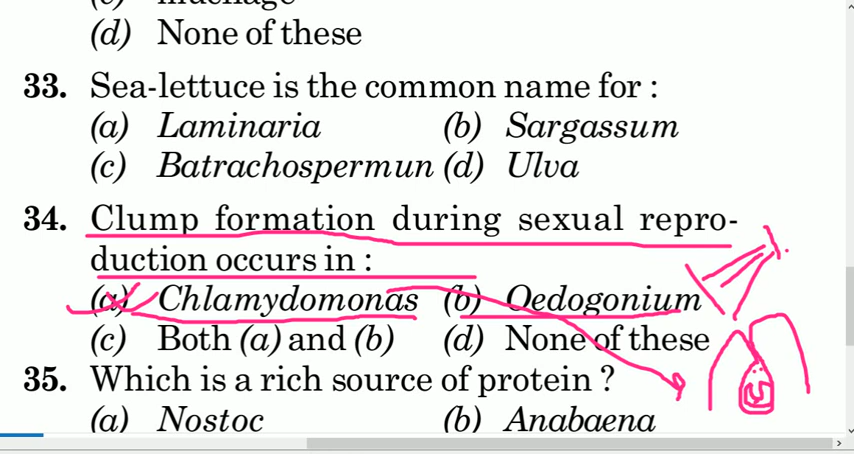 (d) None of these
33. Sea-lettuce is the common name for :
(a) Laminaria (b) Sargassum
(c) Batrachospermun (d) Ulva
34. Clump formation during sexual repro-
duction occurs in :
(a) Chlamydomonas (b) Oedogonium
(c) Both (a) and (b) (d) None of these
35. Which is a rich source of protein ?
(a) Nostoc (b) Anabaena